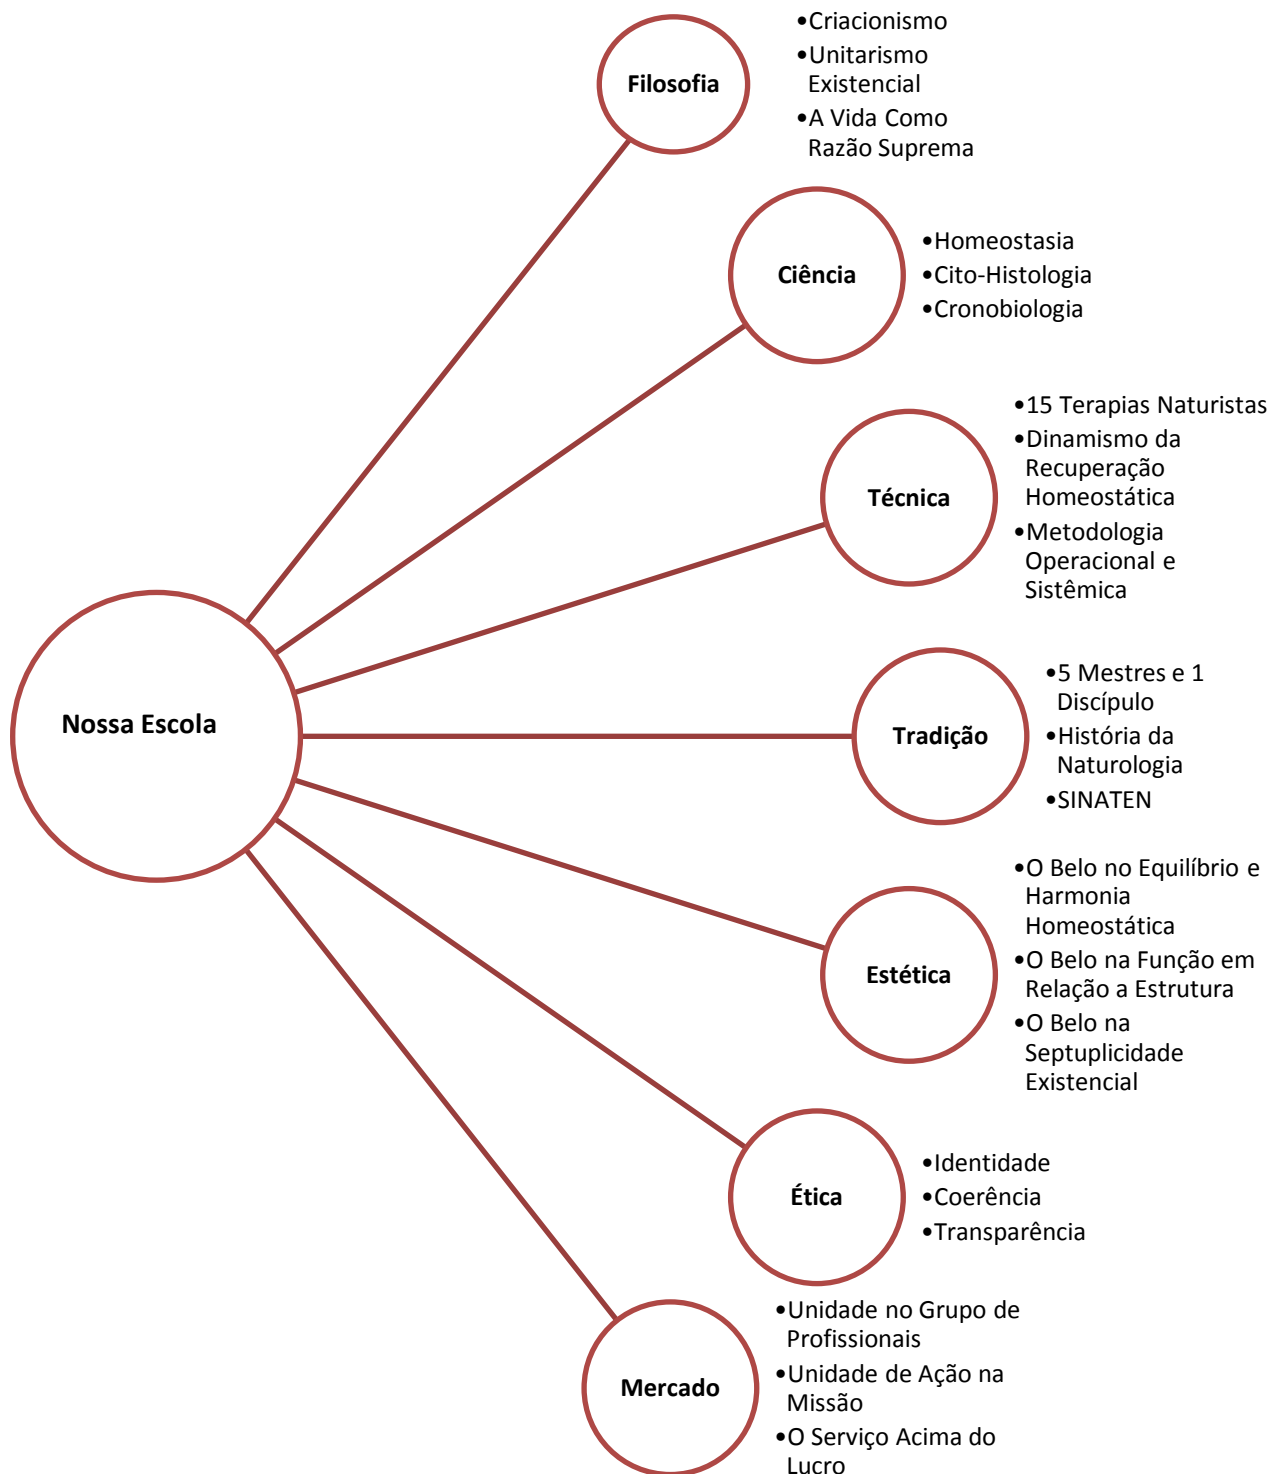 Nossa Escola
Filosofia
•Criacionismo
•Unitarismo
Existencial
•A Vida Como
Razão Suprema
Ciência
•Homeostasia
•Cito-Histologia
•Cronobiologia
Técnica
•15 Terapias Naturistas
•Dinamismo da
Recuperação
Homeostática
•Metodologia
Operacional e
Sistêmica
Tradição
•5 Mestres e 1
Discípulo
•História da
Naturologia
•SINATEN
Estética
•O Belo no Equilíbrio e
Harmonia
Homeostática
•O Belo na Função em
Relação a Estrutura
•O Belo na
Septuplicidade
Existencial
Ética
•Identidade
•Coerência
•Transparência
Mercado
•Unidade no Grupo de
Profissionais
•Unidade de Ação na
Missão
•O Serviço Acima do
Lucro